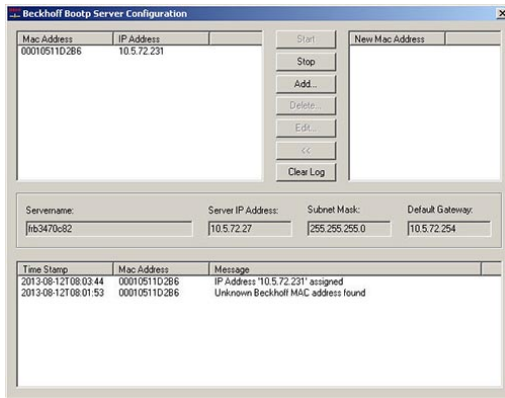 Beckhoff Bootp Server Configuration
Mac Address IP Address
00010511D2B6 10.5.72.231
Start
Stop
Add...
Delete...
Edit...
<<
Clear Log
New Mac Address
Servername: Server IP Address: Subnet Mask: Default Gateway:
frb3470c82 10.5.72.27 255.255.255.0 10.5.72.254
Time Stamp Mac Address Message
2013-08-12T08:03:44 00010511D2B6 IP Address '10.5.72.231' assigned
2013-08-12T08:01:53 00010511D2B6 Unknown Beckhoff MAC address found